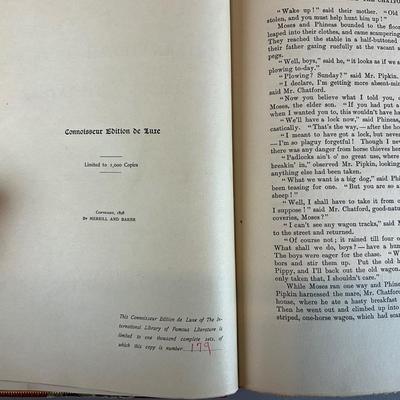 Connoisseur Edition de Luxe
Limited to 1,000 Copies
Copyright, 1898
By MERRILL AND BAKER
This Connoisseur Edition de Luxe of The In-
ternational Library of Famous Literature is
limited to one thousand complete sets, of
which this copy is number 179
"Wake up!" said their mother. "Old
stolen, and you must help hunt him up!"
Moses and Phineas bounded to the floor
leaped into their clothes, and came scampering
They reached the stable in a half-buttoned
their father gazing ruefully at the vacant
pegs.
"Well, boys," said he, "it looks as if we
plowing to-day."
"Plowing? Sunday?" said Mr. Pipkin.
"I declare, I'm getting more absent-min
said Mr. Chatford.
"Now you believe what I told you,
Moses, the elder son. "If you had put a
when I wanted you to, this wouldn't have h
"We'll have a lock now," said Phineas,
castically. "That's the way,—after the ho
"I meant to have got a lock, but never
—I'm so plaguy forgetful! Though I ne
there was any danger from horse thieves he
"Padlocks ain't o' no great use, where
breakin' in," observed Mr. Pipkin, looking
anything else had been taken.
"What we want is a big dog," said Phin
been teasing for one. "But you are so a
sheep!"
"Well, I shall have to take it from
I suppose!" said Mr. Chatford, good-natu
coveries, Moses?"
"I can't see any wagon tracks," said M
to the street and returned.
"Of course not; it rained till four o'
What shall we do, boys?—have a hun
The boys were eager for the chase. "W
bors and stir them up. Put the old h
Pippy, and I'll back out the old wagon.
only taken that, I shouldn't care."
While Moses ran one way and Phine
Pipkin harnessed the mare, Mr. Chatford
house, where he ate a hasty breakfast
Then he went out and climbed up into
striped, one-horse wagon, which had scar